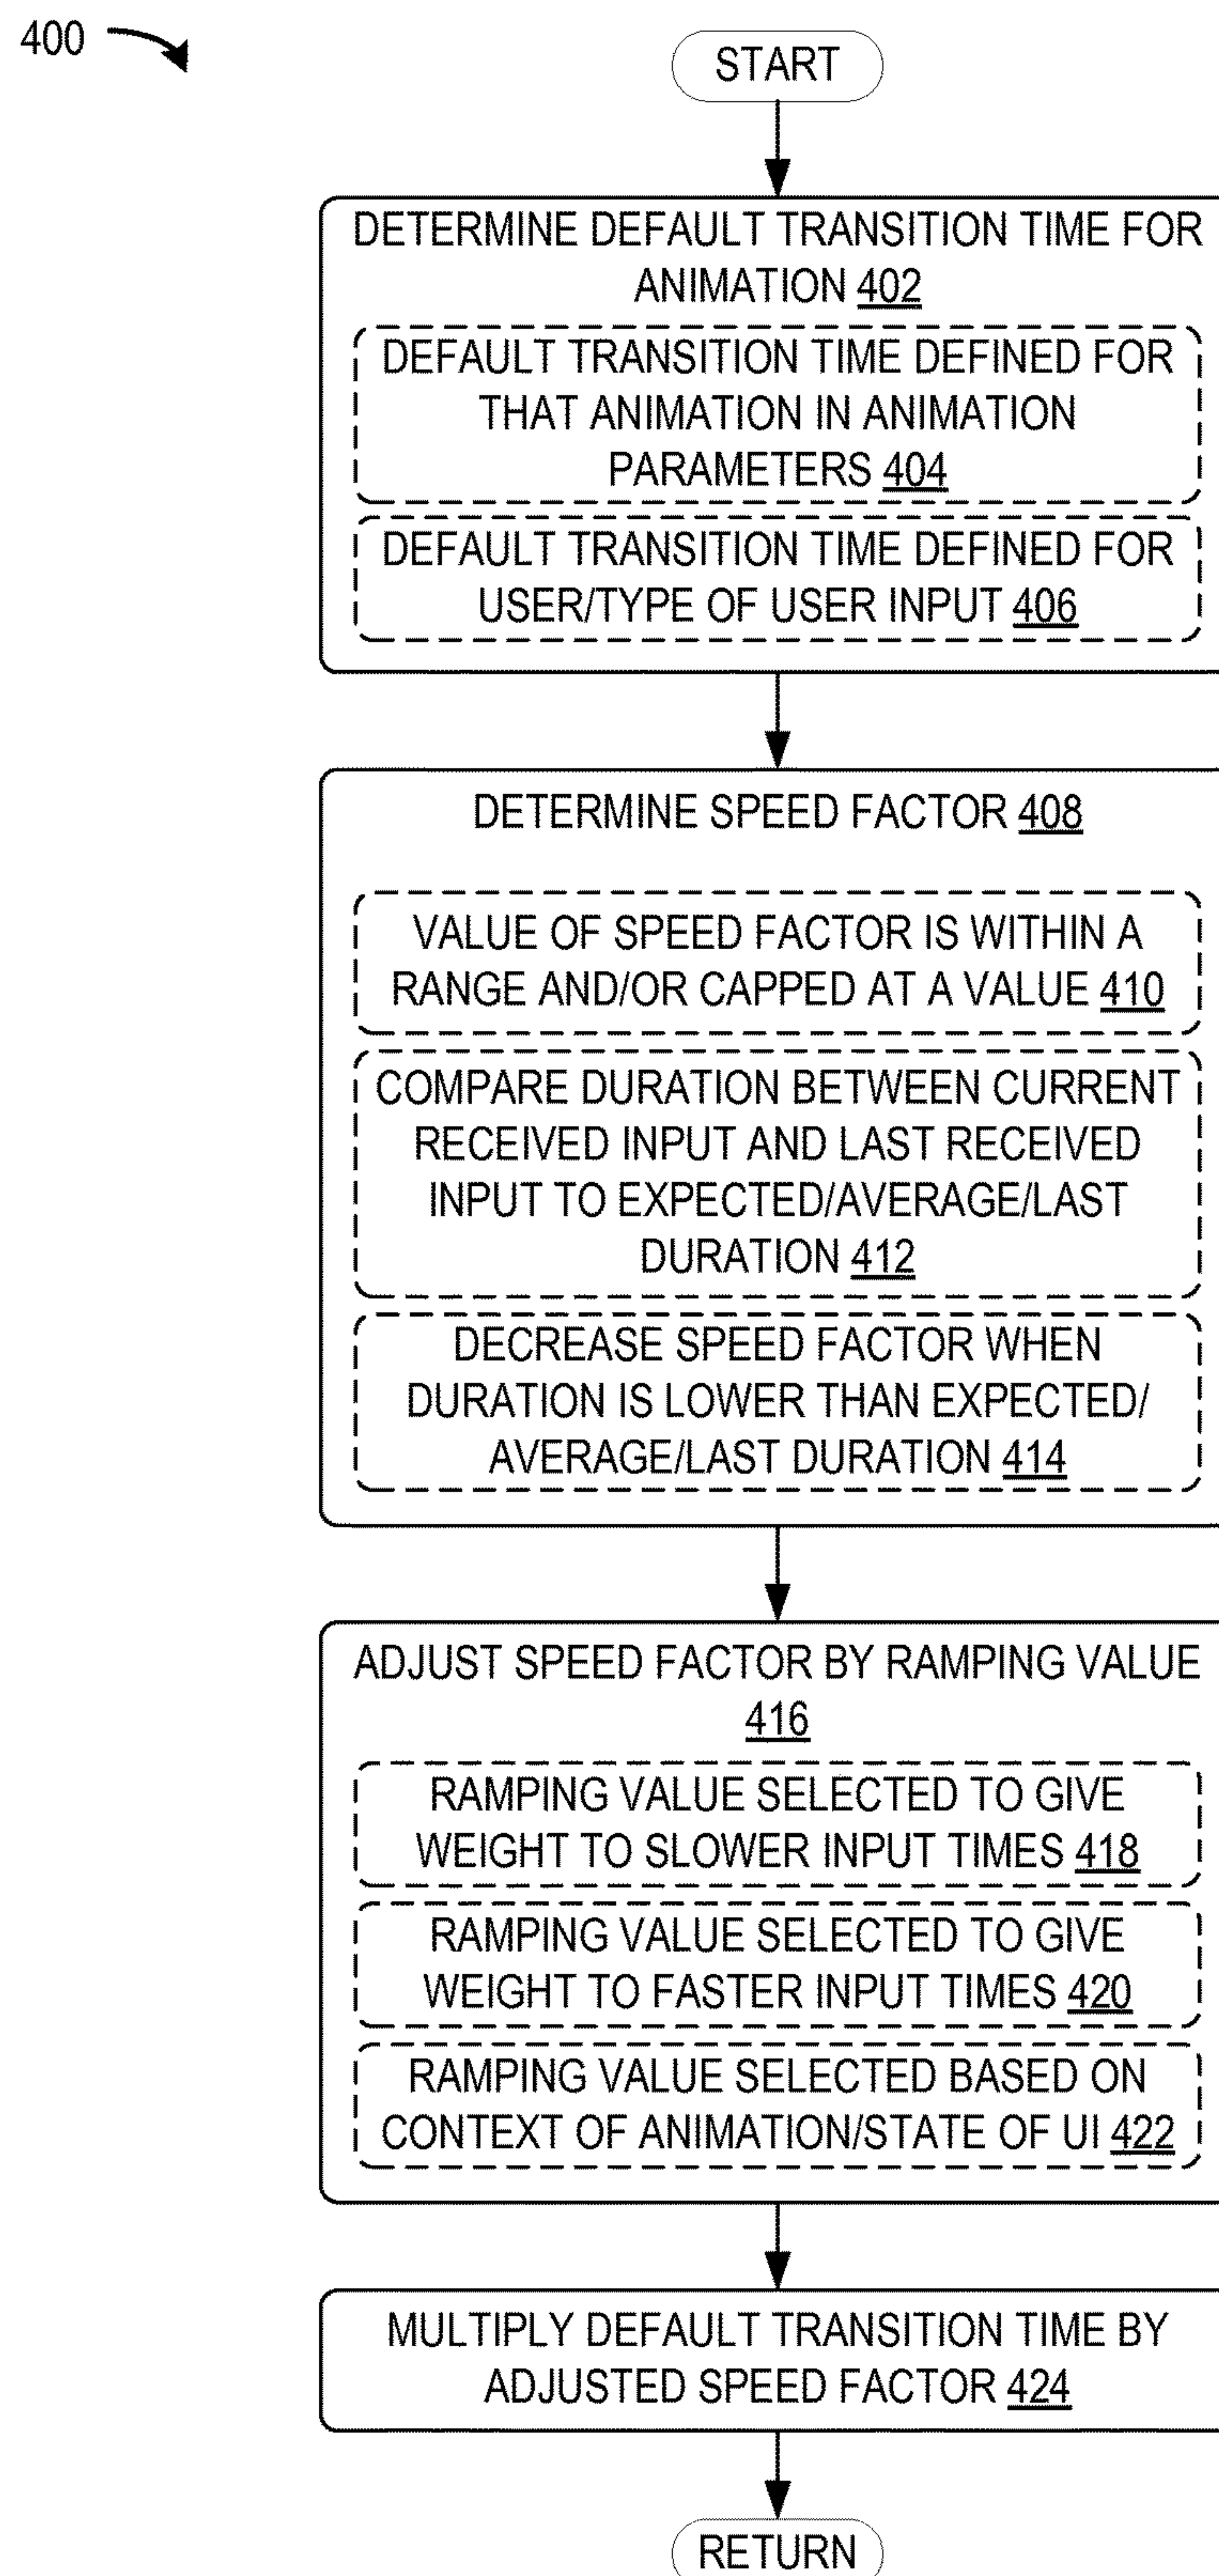 400
START
DETERMINE DEFAULT TRANSITION TIME FOR
ANIMATION 402
DEFAULT TRANSITION TIME DEFINED FOR
THAT ANIMATION IN ANIMATION
PARAMETERS 404
DEFAULT TRANSITION TIME DEFINED FOR
USER/TYPE OF USER INPUT 406
DETERMINE SPEED FACTOR 408
VALUE OF SPEED FACTOR IS WITHIN A
RANGE AND/OR CAPPED AT A VALUE 410
COMPARE DURATION BETWEEN CURRENT
RECEIVED INPUT AND LAST RECEIVED
INPUT TO EXPECTED/AVERAGE/LAST
DURATION 412
DECREASE SPEED FACTOR WHEN
DURATION IS LOWER THAN EXPECTED/
AVERAGE/LAST DURATION 414
ADJUST SPEED FACTOR BY RAMPING VALUE
416
RAMPING VALUE SELECTED TO GIVE
WEIGHT TO SLOWER INPUT TIMES 418
RAMPING VALUE SELECTED TO GIVE
WEIGHT TO FASTER INPUT TIMES 420
RAMPING VALUE SELECTED BASED ON
CONTEXT OF ANIMATION/STATE OF UI 422
MULTIPLY DEFAULT TRANSITION TIME BY
ADJUSTED SPEED FACTOR 424
RETURN